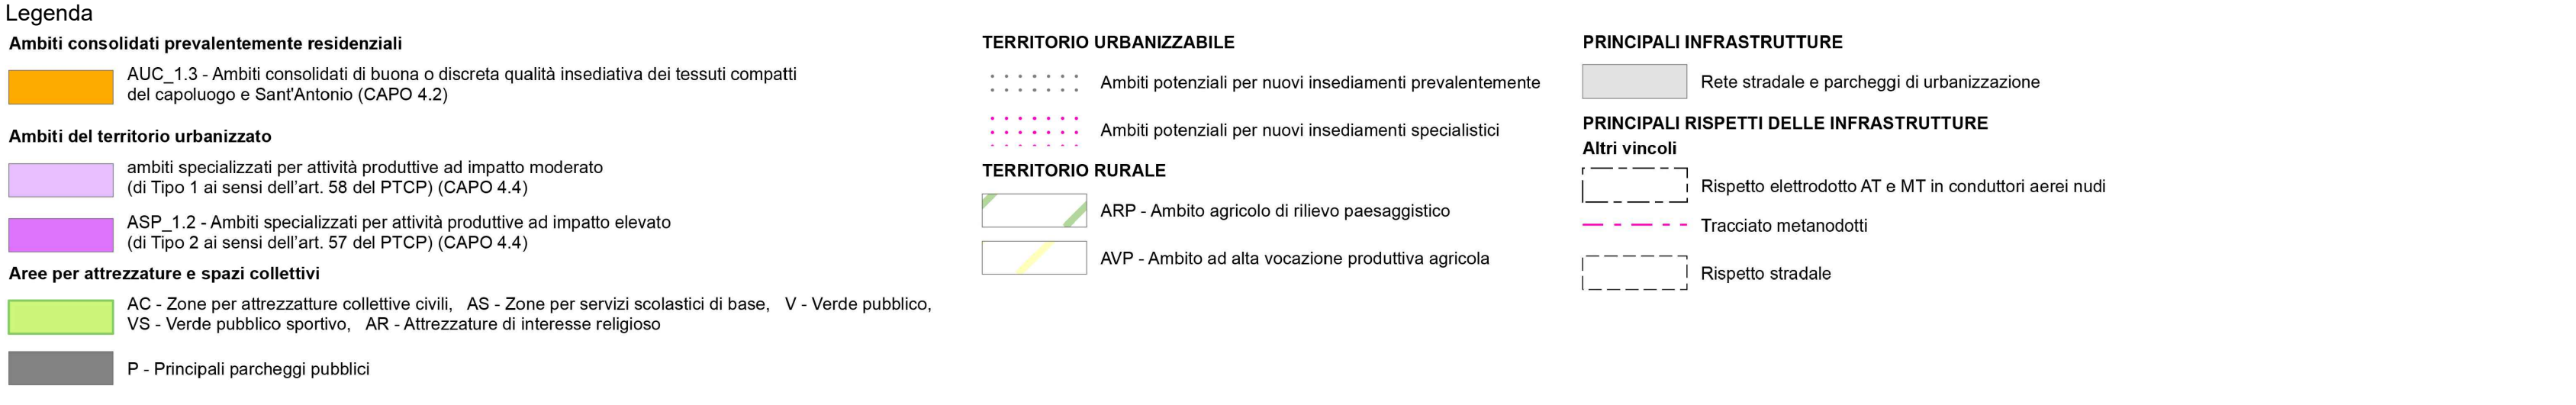 Legenda
Ambiti consolidati prevalentemente residenziali
AUC_1.3 - Ambiti consolidati di buona o discreta qualità insediativa dei tessuti compatti
del capoluogo e Sant'Antonio (CAPO 4.2)
Ambiti del territorio urbanizzato
ambiti specializzati per attività produttive ad impatto moderato
(di Tipo 1 ai sensi dell'art. 58 del PTCP) (CAPO 4.4)
ASP_1.2 - Ambiti specializzati per attività produttive ad impatto elevato
(di Tipo 2 ai sensi dell'art. 57 del PTCP) (CAPO 4.4)
Aree per attrezzature e spazi collettivi
AC - Zone per attrezzatture collettive civili, AS - Zone per servizi scolastici di base, V - Verde pubblico,
VS - Verde pubblico sportivo, AR - Attrezzature di interesse religioso
P - Principali parcheggi pubblici
TERRITORIO URBANIZZABILE
Ambiti potenziali per nuovi insediamenti prevalentemente
Ambiti potenziali per nuovi insediamenti specialistici
TERRITORIO RURALE
ARP - Ambito agricolo di rilievo paesaggistico
AVP - Ambito ad alta vocazione produttiva agricola
PRINCIPALI INFRASTRUTTURE
Rete stradale e parcheggi di urbanizzazione
PRINCIPALI RISPETTI DELLE INFRASTRUTTURE
Altri vincoli
Rispetto elettrodotto AT e MT in conduttori aerei nudi
Tracciato metanodotti
Rispetto stradale